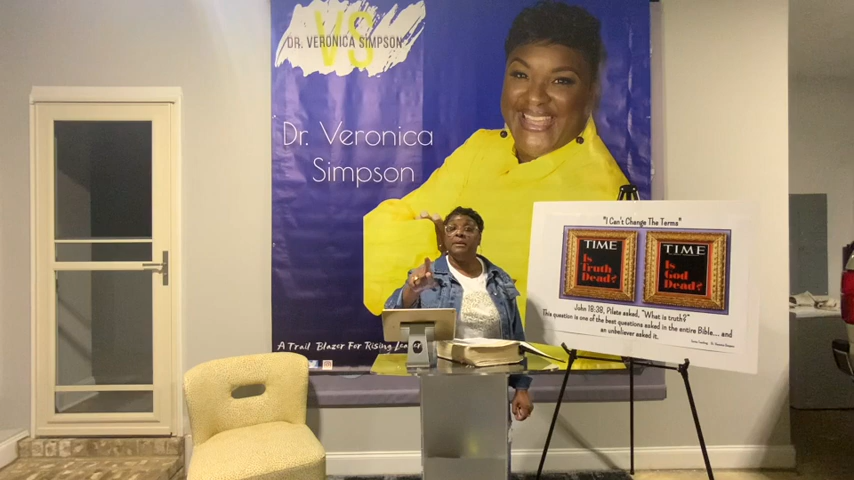 VS
DR. VERONICA SIMPSON
Dr. Veronica
Simpson
A Trail Blazer For Rising Leader
"I Can't Change The Terms"
TIME
Is
Truth
Dead?
TIME
Is
God
Dead?
John 18:38, Pilate asked, "What is truth?"
This question is one of the best questions asked in the entire Bible... and
an unbeliever asked it.